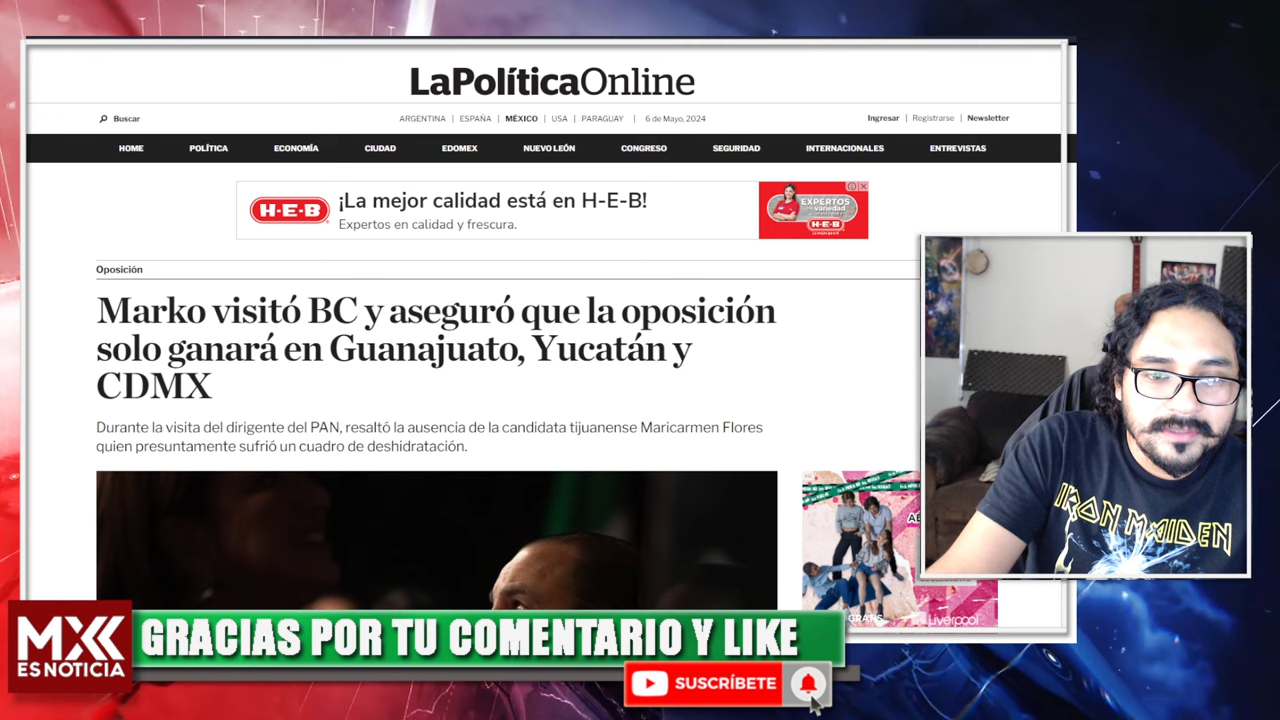 LaPolíticaOnline
Buscar
ARGENTINA | ESPAÑA | MÉXICO | USA | PARAGUAY | 6 de Mayo, 2024
Ingresar | Registrarse | Newsletter
HOME POLÍTICA ECONOMÍA CIUDAD EDOMEX NUEVO LEÓN CONGRESO SEGURIDAD INTERNACIONALES ENTREVISTAS
H-E-B
¡La mejor calidad está en H-E-B!
Expertos en calidad y frescura.
EXPERTOS
en variedad
H-E-B
Oposición
Marko visitó BC y aseguró que la oposición
solo ganará en Guanajuato, Yucatán y
CDMX
Durante la visita del dirigente del PAN, resaltó la ausencia de la candidata tijuanense Maricarmen Flores
quien presuntamente sufrió un cuadro de deshidratación.
IRON MAIDEN
Liverpool
MX
ES NOTICIA
GRACIAS POR TU COMENTARIO Y LIKE
SUSCRÍBETE